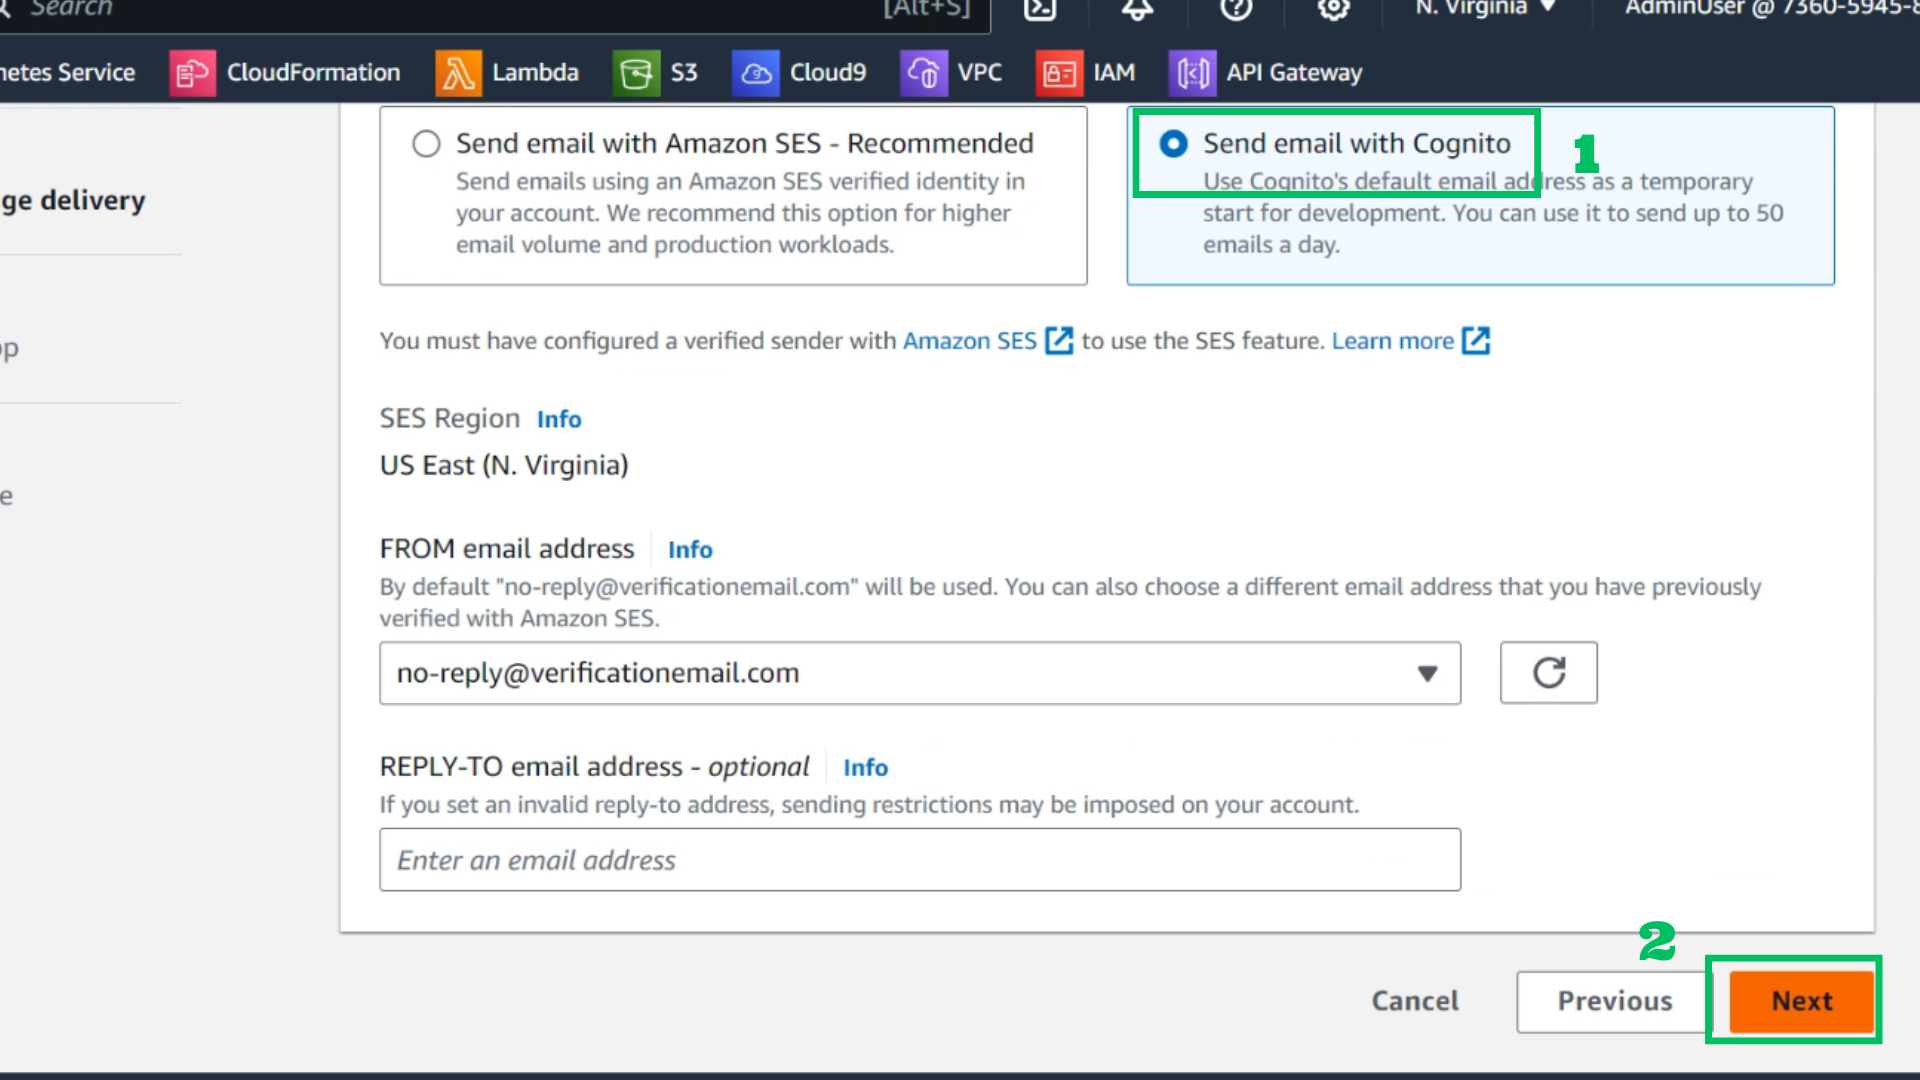 Search [Alt+S] N. Virginia ▼ AdminUser @ 7360-5945-8
netes Service CloudFormation Lambda S3 Cloud9 VPC IAM API Gateway
ge delivery
op
e
Send email with Amazon SES - Recommended
Send emails using an Amazon SES verified identity in
your account. We recommend this option for higher
email volume and production workloads.
Send email with Cognito
1
Use Cognito's default email address as a temporary
start for development. You can use it to send up to 50
emails a day.
You must have configured a verified sender with Amazon SES to use the SES feature. Learn more
SES Region Info
US East (N. Virginia)
FROM email address Info
By default "no-reply@verificationemail.com" will be used. You can also choose a different email address that you have previously
verified with Amazon SES.
no-reply@verificationemail.com
REPLY-TO email address - optional Info
If you set an invalid reply-to address, sending restrictions may be imposed on your account.
Enter an email address
2
Cancel Previous Next